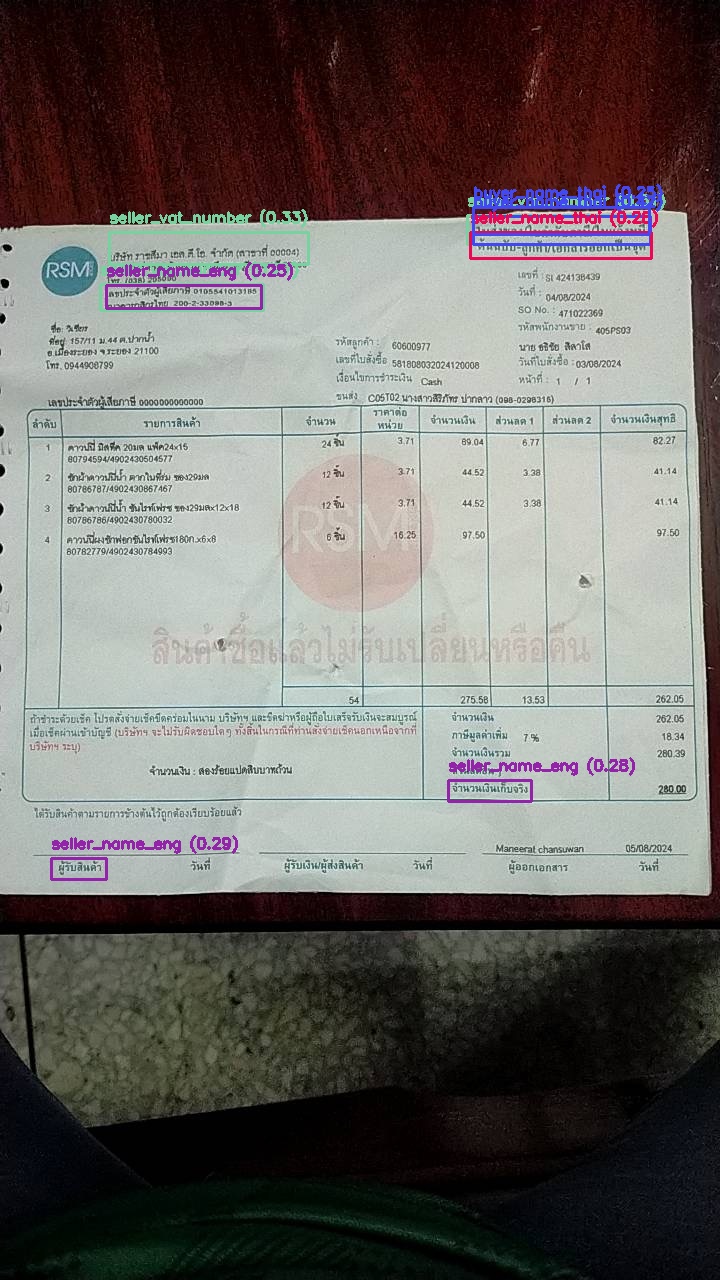 buyer_name_thai (0.25)
seller_vat_number (0.33)
seller_name_thai (0.25)
บริษัท ราชสีมา เอส.ดี.โอ. จำกัด (สาขาที่ 00004)
ต้นฉบับ-ลูกค้า/เอกสารออกเป็นชุด
RSM
seller_name_eng (0.25)
โทร. (038)
เลขประจำตัวผู้เสียภาษี 0105541013185
200-2-33098-3
เลขที่ : SI 424136439
วันที่ : 04/08/2024
SO No. : 471022369
รหัสพนักงานขาย : 405PS03
ชื่อ: วิเชียร
ที่อยู่: 157/11 ม.44 ต.ปากน้ำ
อ.เมืองระยอง จ.ระยอง 21100
โทร. 0944908799
รหัสลูกค้า : 60600977
นาย อธิชัย สีลาโส
เลขที่ใบสั่งซื้อ 581808032024120008
วันที่ใบสั่งซื้อ : 03/08/2024
เงื่อนไขการชำระเงิน Cash
หน้าที่ : 1 / 1
ขนส่ง C05T02 นางสาวสิริภัทร ปากลาว (098-0298316)
เลขประจำตัวผู้เสียภาษี 0000000000000
ลำดับ รายการสินค้า จำนวน ราคาต่อหน่วย จำนวนเงิน ส่วนลด 1 ส่วนลด 2 จำนวนเงินสุทธิ
1 ดาวน์นี่ มิสทีค 20มล แพ็ค24x15 24 ชิ้น 3.71 89.04 6.77 82.27
80794594/4902430504577
2 ซักผ้าดาวน์นี่น้ำ ตากในที่ร่ม ซอง29มล 12 ชิ้น 3.71 44.52 3.38 41.14
80786787/4902430867467
3 ซักผ้าดาวน์นี่น้ำ ซันไรท์เฟรช ซอง29มลx12x18 12 ชิ้น 3.71 44.52 3.38 41.14
80786786/4902430780032
4 ดาวน์นี่ผงซักฟอกซันไรท์เฟรช180ก.x6x8 6 ชิ้น 16.25 97.50 97.50
80782779/4902430784993
RSM
สินค้าซื้อแล้วไม่รับเปลี่ยนหรือคืน
54 275.58 13.53 262.05
ถ้าชำระด้วยเช็ค โปรดสั่งจ่ายเช็คขีดคร่อมในนาม บริษัทฯ และขีดฆ่าหรือผู้ถือใบเสร็จรับเงินจะสมบูรณ์
เมื่อเช็คผ่านเข้าบัญชี (บริษัทฯ จะไม่รับผิดชอบใดๆ ทั้งสิ้นในกรณีที่ท่านสั่งจ่ายเช็คนอกเหนือจากที่
บริษัทฯ ระบุ)
จำนวนเงิน 262.05
ภาษีมูลค่าเพิ่ม 7 % 18.34
จำนวนเงินรวม 280.39
seller_name_eng (0.28)
จำนวนเงิน : สองร้อยแปดสิบบาทถ้วน
จำนวนเงินเก็บจริง 280.00
ได้รับสินค้าตามรายการข้างต้นไว้ถูกต้องเรียบร้อยแล้ว
seller_name_eng (0.29)
Maneerat chansuwan 05/08/2024
ผู้รับสินค้า วันที่ ผู้รับเงิน/ผู้ส่งสินค้า วันที่ ผู้ออกเอกสาร วันที่